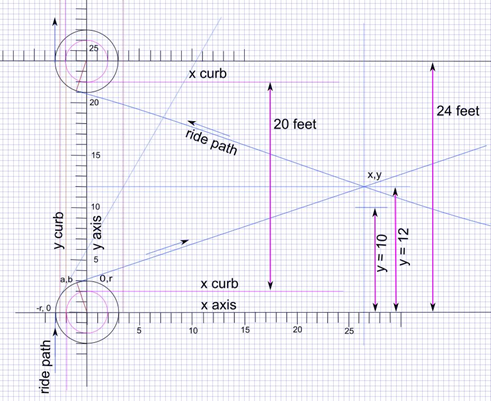 25
x curb
20
20 feet
24 feet
ride path
15
x,y
10
y curb
y axis
y = 10
y = 12
5
a,b
0,r
x curb
x axis
-r, 0
5
10
15
20
25
ride path